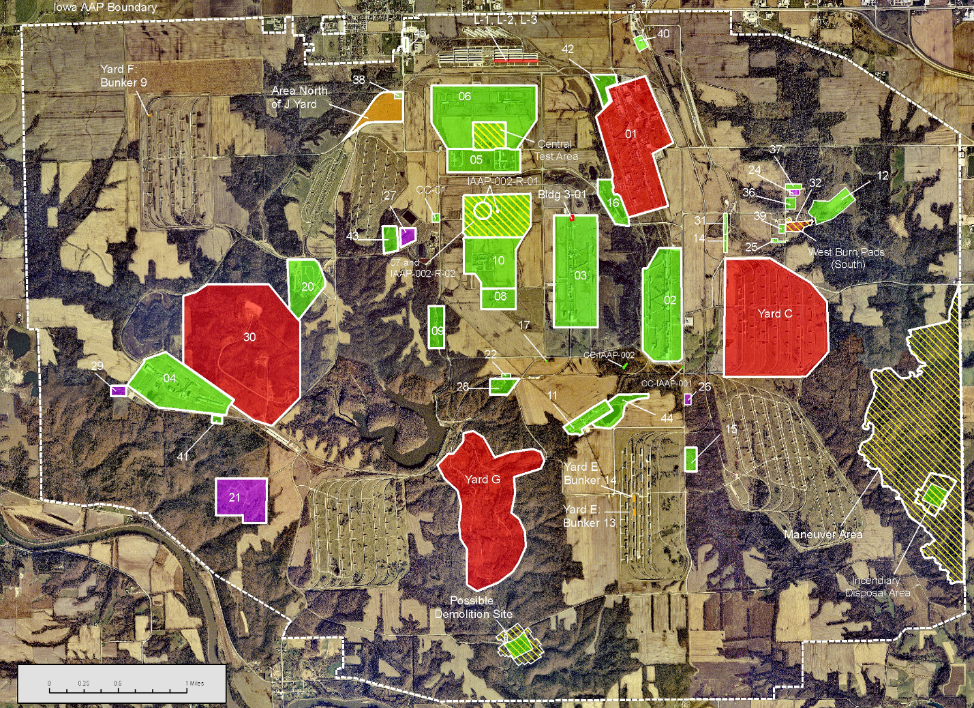 Iowa AAP Boundary
L-1, L-2, L-3
40
42
Yard F:
Bunker 9
38
Area North
of J Yard
06
01
Central
Test Area
05
37
24
32
12
36
IAAP-002-R-01
CC-01
Bldg 3-01
27
16
39
31
14
43
25
West Burn Pads
(South)
07 and
IAAP-002-R-02
10
03
20
08
02
Yard C
30
09
17
CC-IAAP-002
22
29
04
28
CC-IAAP-001
26
11
44
41
15
Yard G
Yard E:
Bunker 14
21
Yard E:
Bunker 13
Maneuver Area
Incendiary
Disposal Area
Possible
Demolition Site
0 0.25 0.5 1 Miles